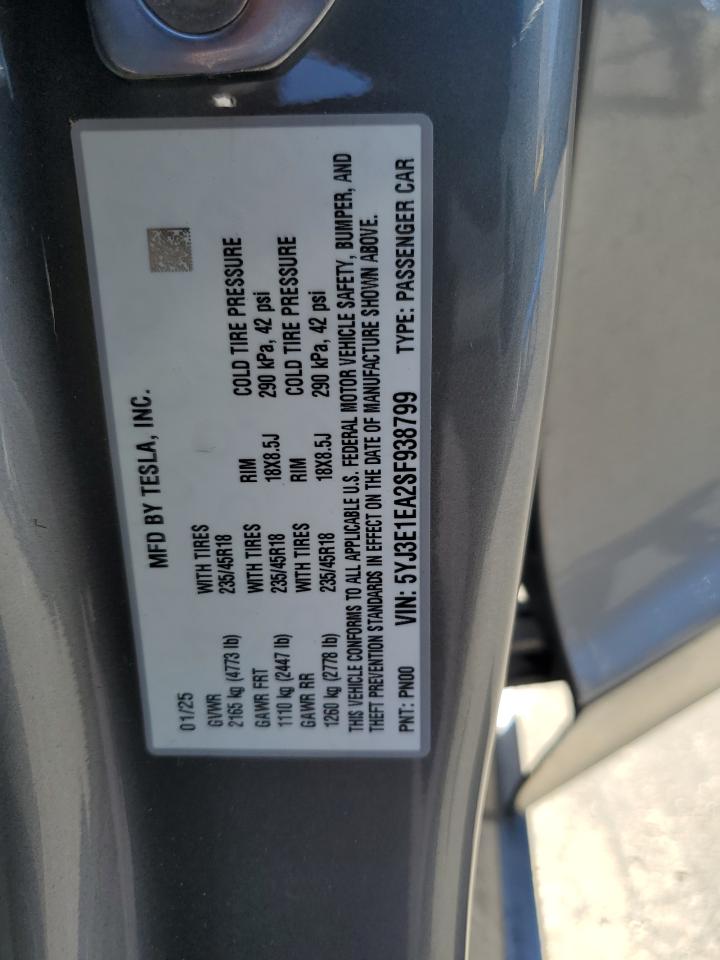 MFD BY TESLA, INC.
01/25
GVWR WITH TIRES RIM COLD TIRE PRESSURE
2165 kg (4773 lb) 235/45R18
GAWR FRT WITH TIRES RIM COLD TIRE PRESSURE
1110 kg (2447 lb) 235/45R18 18X8.5J 290 kPa, 42 psi
GAWR RR WITH TIRES RIM COLD TIRE PRESSURE
1260 kg (2778 lb) 235/45R18 18X8.5J 290 kPa, 42 psi
THIS VEHICLE CONFORMS TO ALL APPLICABLE U.S. FEDERAL MOTOR VEHICLE SAFETY, BUMPER, AND
THEFT PREVENTION STANDARDS IN EFFECT ON THE DATE OF MANUFACTURE SHOWN ABOVE.
PNT: PN00 VIN: 5YJ3E1EA2SF938799 TYPE: PASSENGER CAR